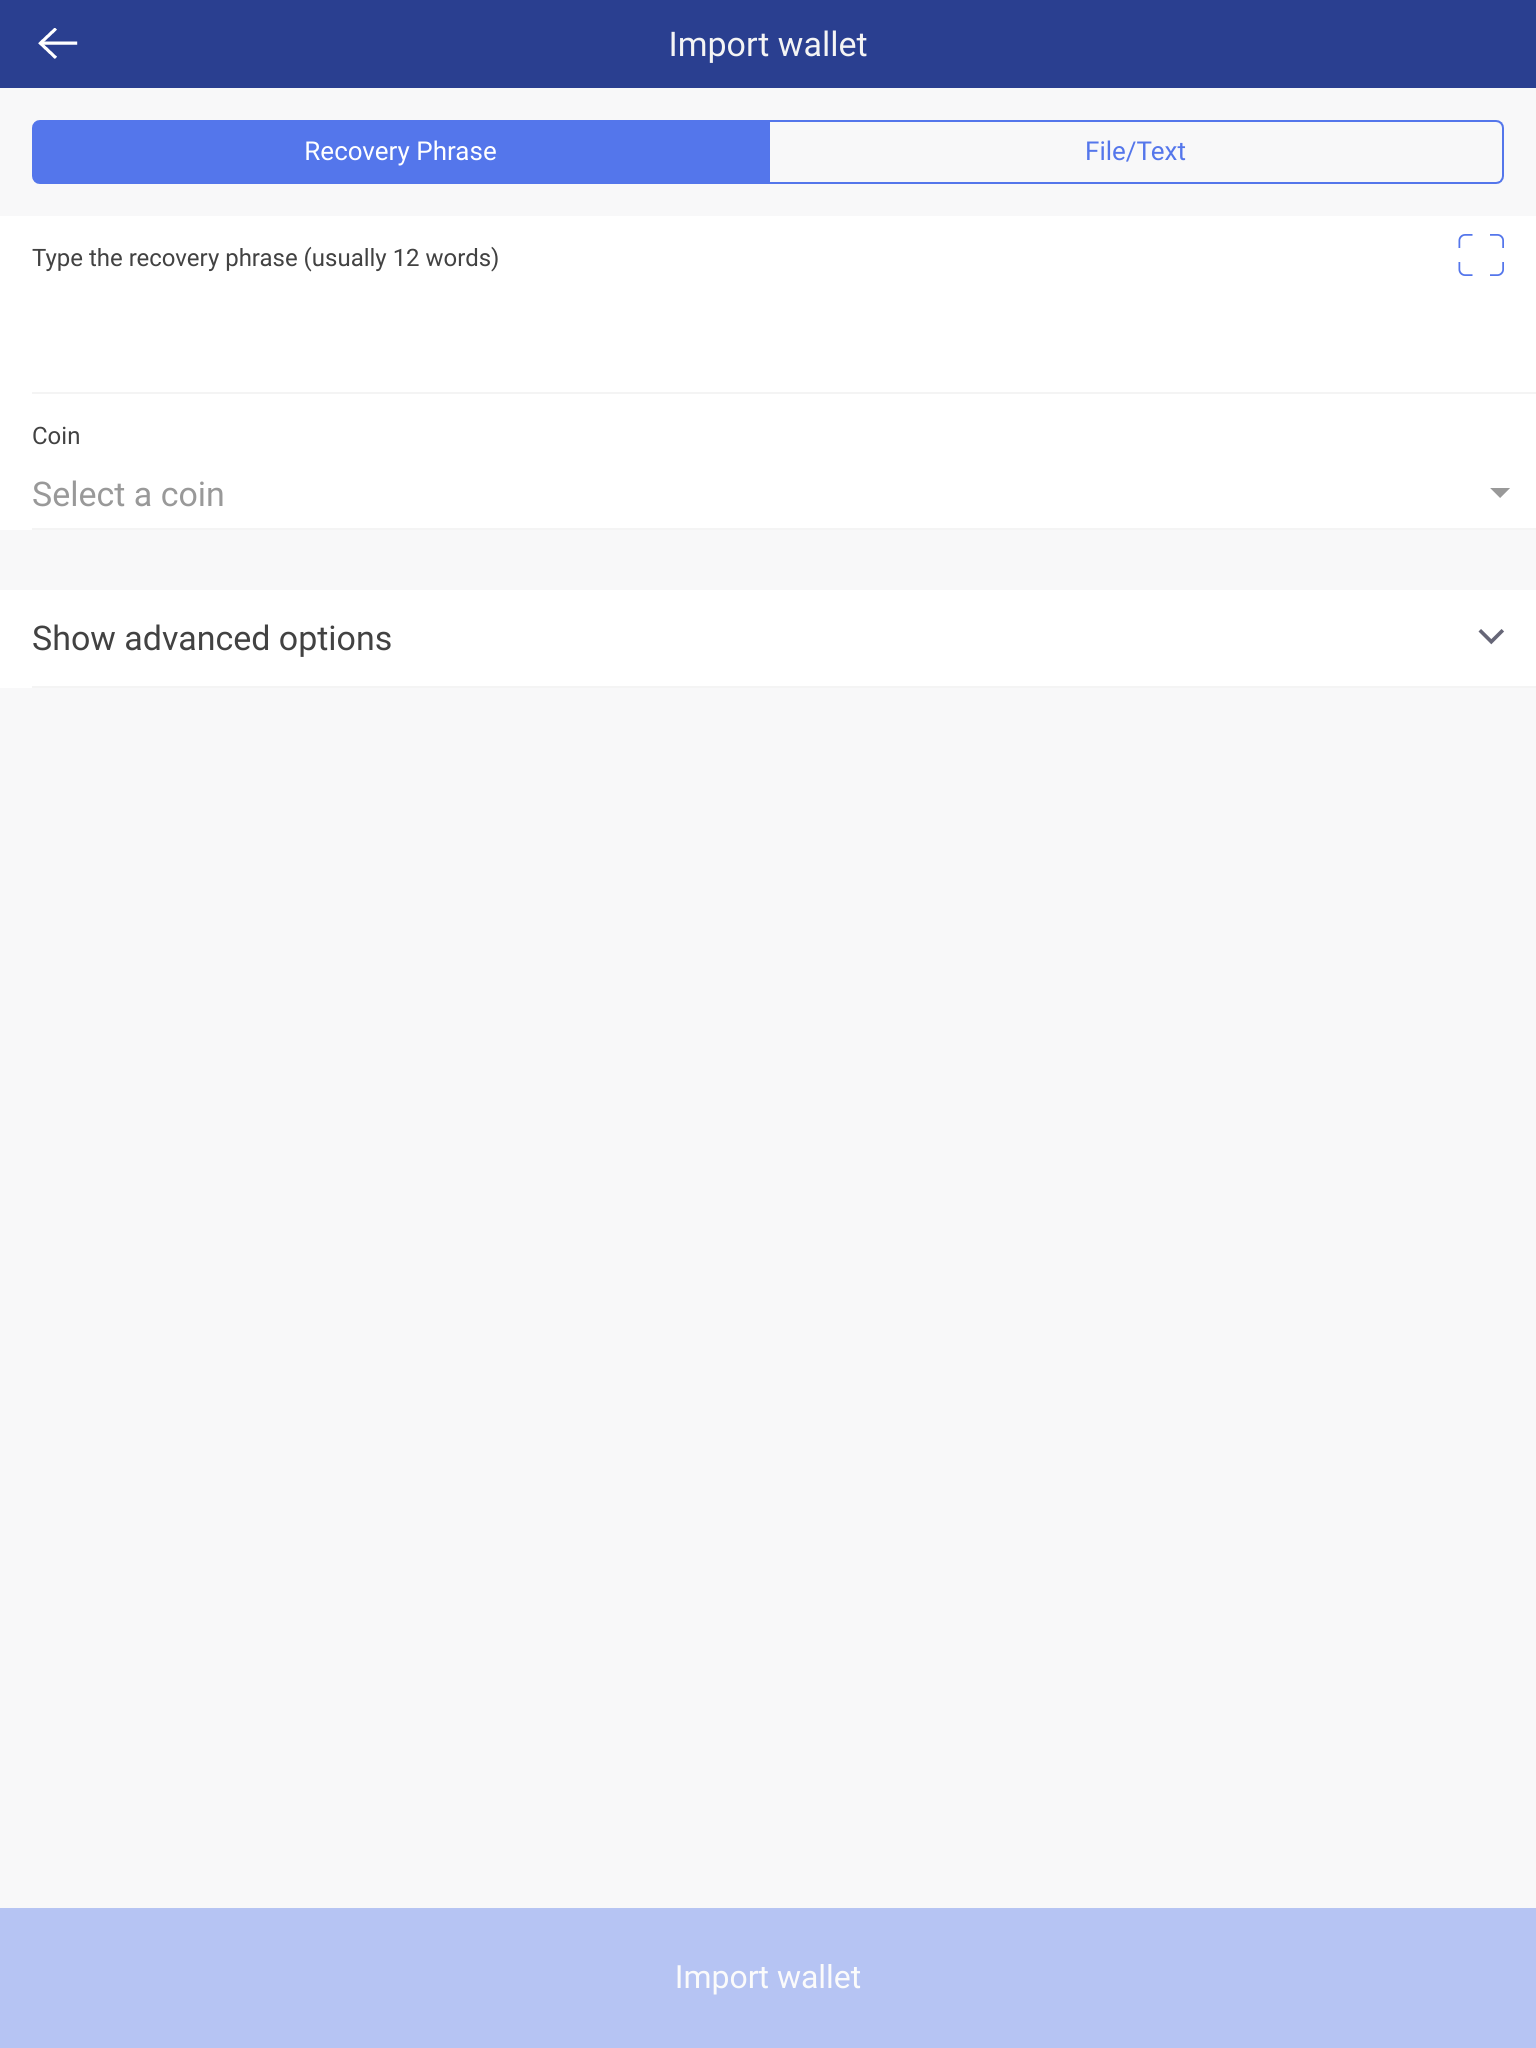 Import wallet
Recovery Phrase
File/Text
Type the recovery phrase (usually 12 words)
Coin
Select a coin
Show advanced options
Import wallet